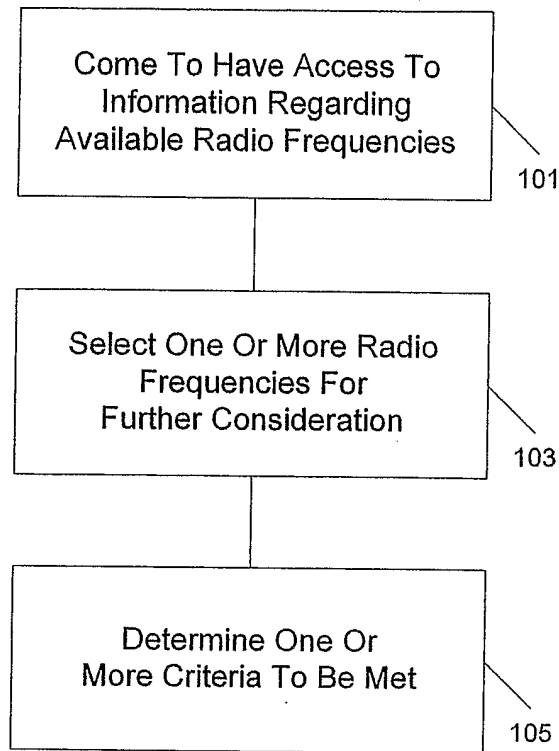 Come To Have Access To
Information Regarding
Available Radio Frequencies
101
Select One Or More Radio
Frequencies For
Further Consideration
103
Determine One Or
More Criteria To Be Met
105